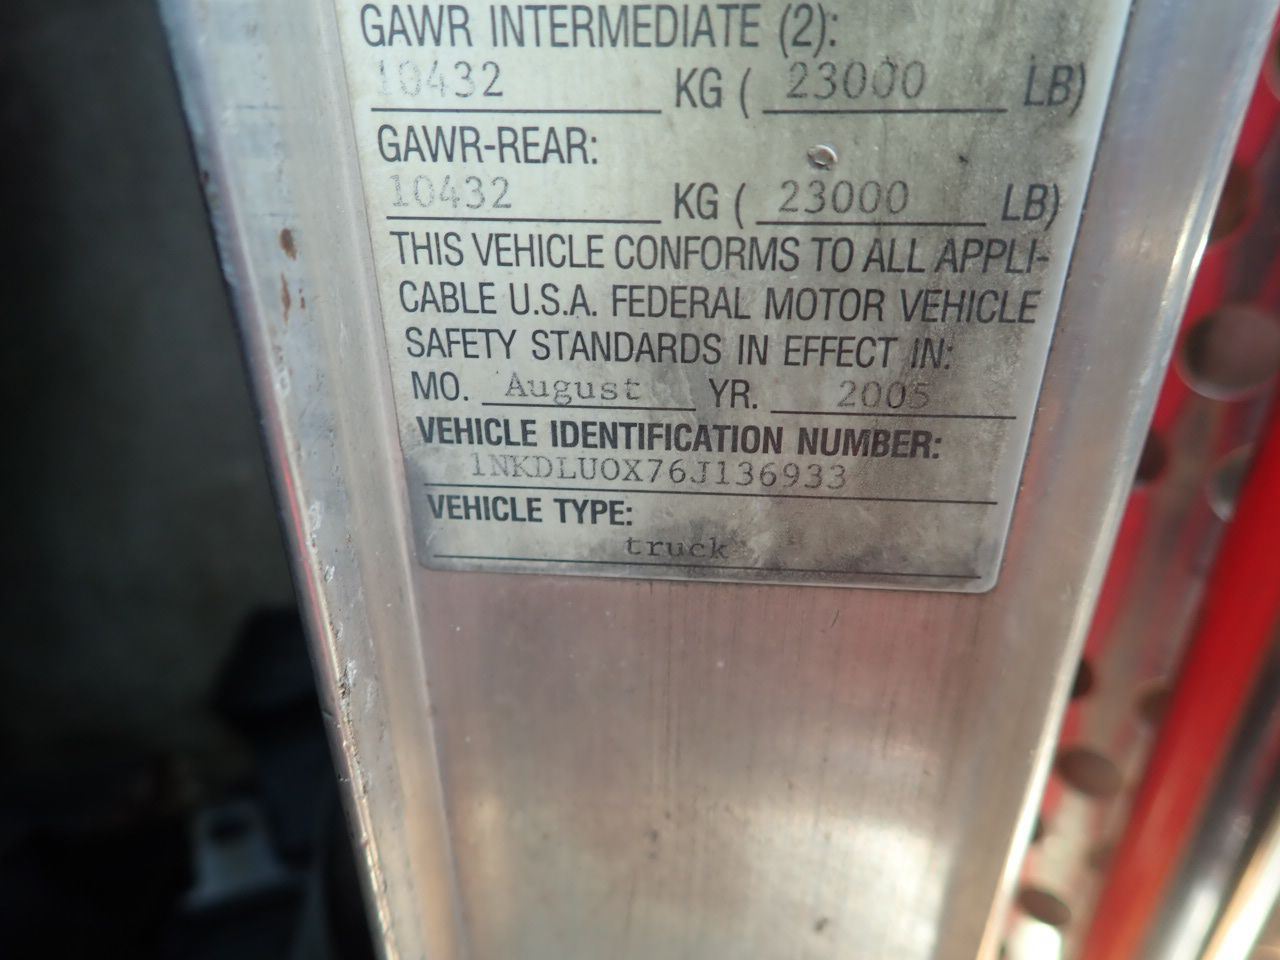 GAWR INTERMEDIATE (2):
10432 KG ( 23000 LB)
GAWR-REAR:
10432 KG ( 23000 LB)
THIS VEHICLE CONFORMS TO ALL APPLI-
CABLE U.S.A. FEDERAL MOTOR VEHICLE
SAFETY STANDARDS IN EFFECT IN:
MO. August YR. 2005
VEHICLE IDENTIFICATION NUMBER:
1NKDLUOX76J136933
VEHICLE TYPE:
truck